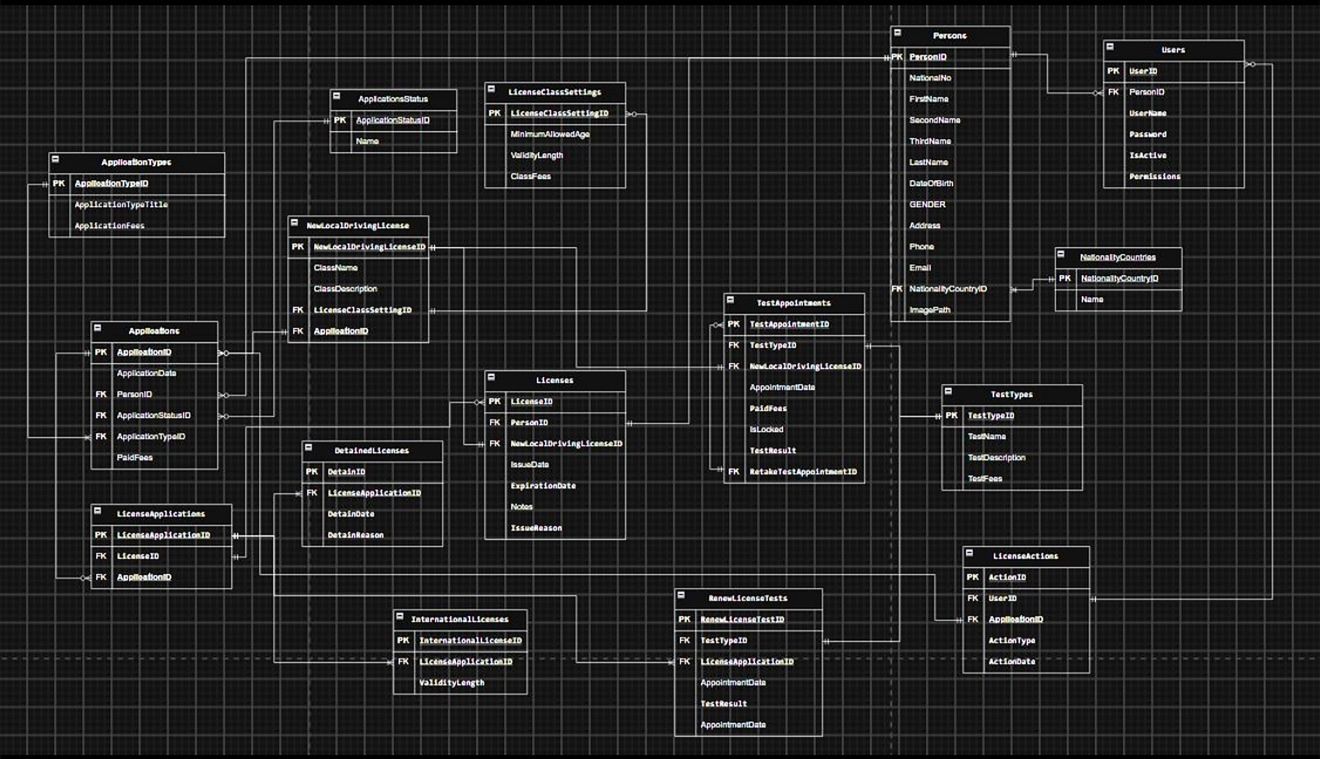 Persons
PK PersonID
NationalNo
FirstName
SecondName
ThirdName
LastName
DateOfBirth
GENDER
Address
Phone
Email
FK NationalityCountryID
ImagePath
Users
PK UserID
FK PersonID
UserName
Password
IsActive
Permissions
ApplicationsStatus
PK ApplicationStatusID
Name
LicenseClassSettings
PK LicenseClassSettingID
MinimumAllowedAge
ValidityLength
ClassFees
ApplicationTypes
PK ApplicationTypeID
ApplicationTypeTitle
ApplicationFees
NewLocalDrivingLicense
PK NewLocalDrivingLicenseID
ClassName
ClassDescription
FK LicenseClassSettingID
FK ApplicationID
NationalityCountries
PK NationalityCountryID
Name
TestAppointments
PK TestAppointmentID
FK TestTypeID
FK NewLocalDrivingLicenseID
AppointmentDate
PaidFees
IsLocked
TestResult
FK RetakeTestAppointmentID
Applications
PK ApplicationID
ApplicationDate
FK PersonID
FK ApplicationStatusID
FK ApplicationTypeID
PaidFees
Licenses
PK LicenseID
FK PersonID
FK NewLocalDrivingLicenseID
IssueDate
ExpirationDate
Notes
IssueReason
TestTypes
PK TestTypeID
TestName
TestDescription
TestFees
DetainedLicenses
PK DetainID
FK LicenseApplicationID
DetainDate
DetainReason
LicenseApplications
PK LicenseApplicationID
FK LicenseID
FK ApplicationID
LicenseActions
PK ActionID
FK UserID
FK ApplicationID
ActionType
ActionDate
RenewLicenseTests
PK RenewLicenseTestID
FK TestTypeID
FK LicenseApplicationID
AppointmentDate
TestResult
AppointmentDate
InternationalLicenses
PK InternationalLicenseID
FK LicenseApplicationID
ValidityLength